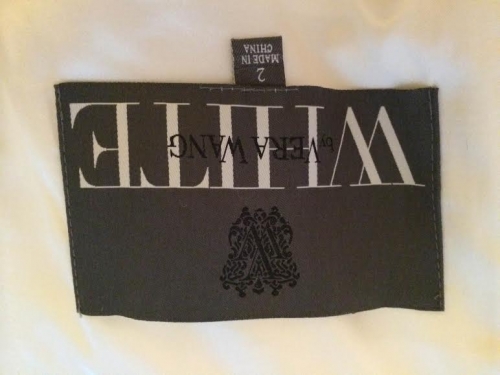 WHITE
by VERA WANG
2
MADE IN
CHINA